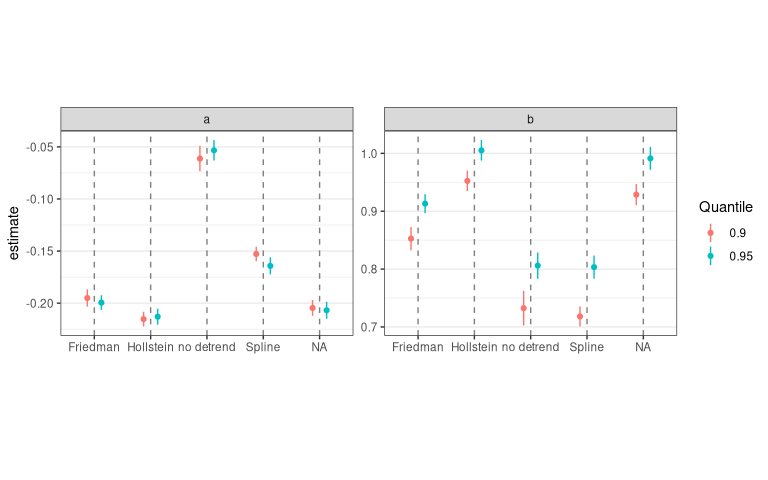 a
b
-0.05
-0.10
-0.15
-0.20
estimate
Friedman Hollstein no detrend Spline NA
1.0
0.9
0.8
0.7
Friedman Hollstein no detrend Spline NA
Quantile
0.9
0.95